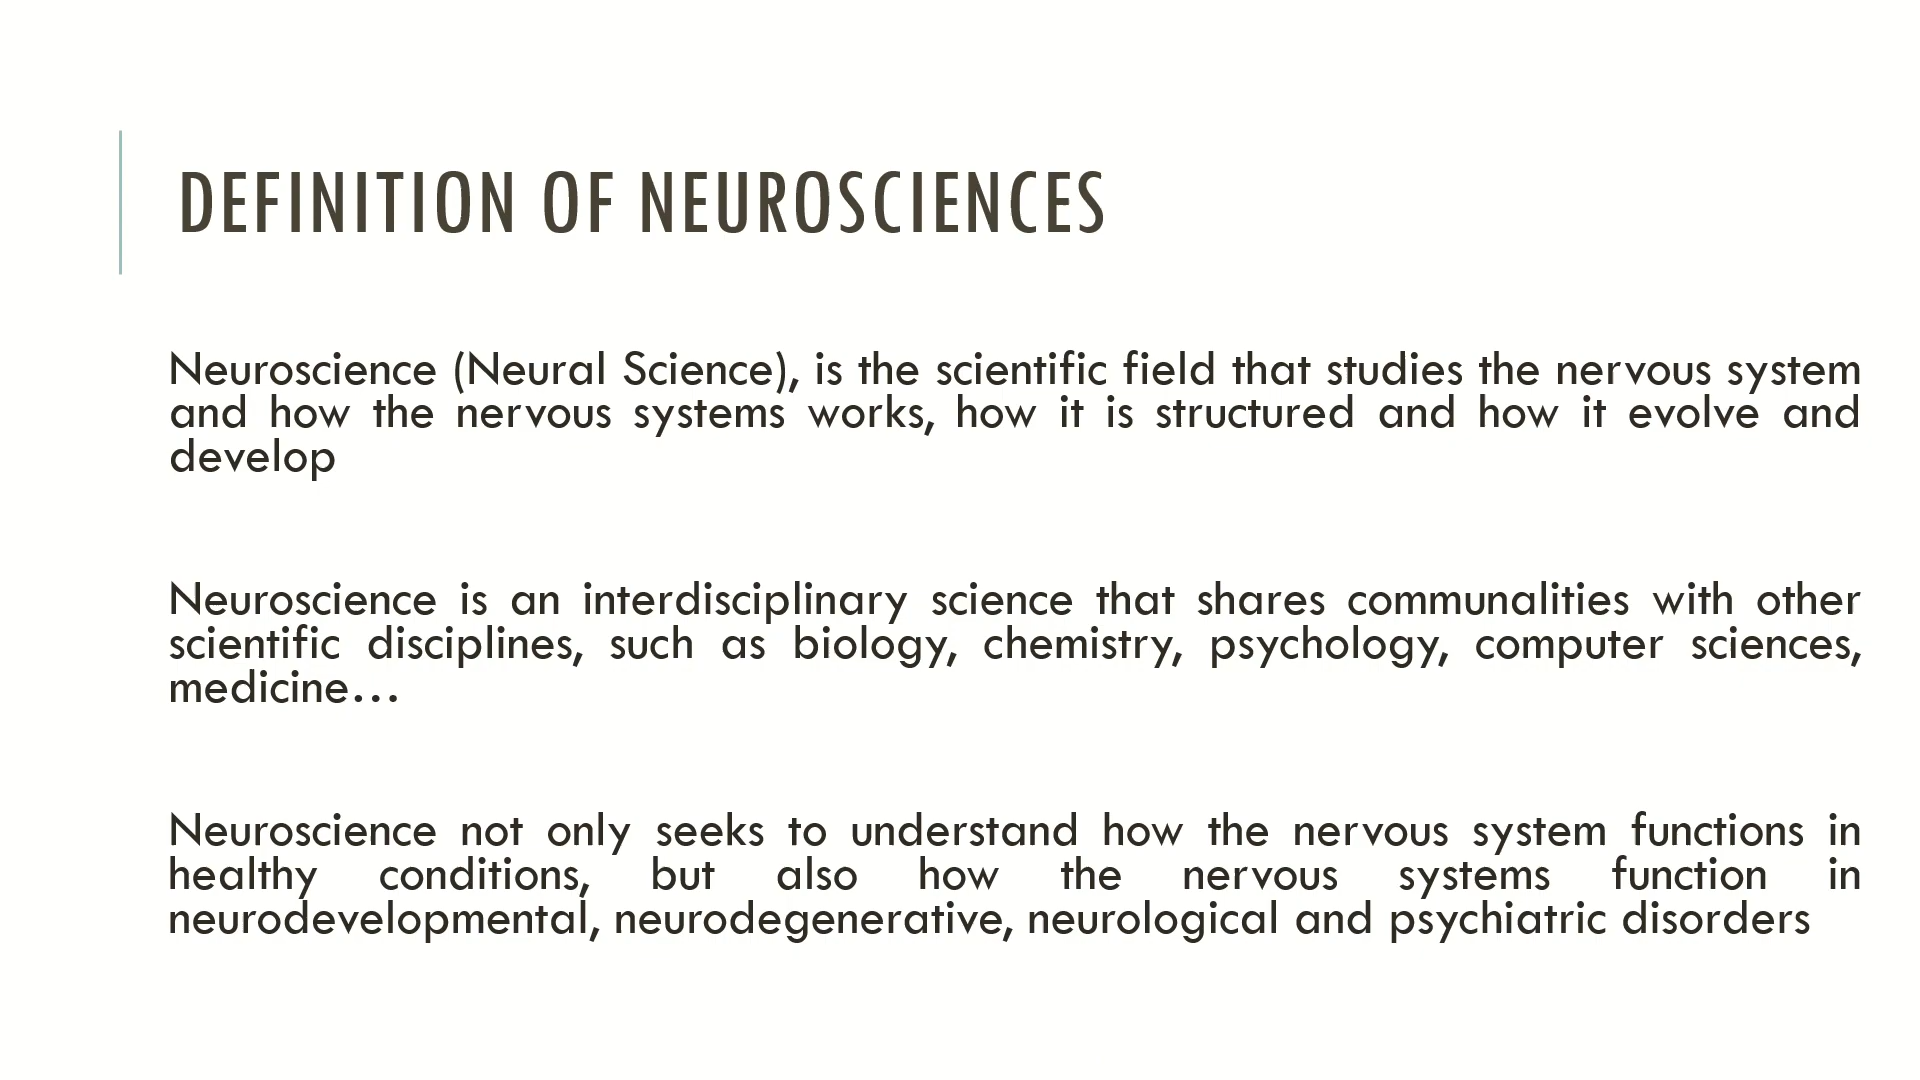 DEFINITION OF NEUROSCIENCES
Neuroscience (Neural Science), is the scientific field that studies the nervous system
and how the nervous systems works, how it is structured and how it evolve and
develop
Neuroscience is an interdisciplinary science that shares communalities with other
scientific disciplines, such as biology, chemistry, psychology, computer sciences,
medicine…
Neuroscience not only seeks to understand how the nervous system functions in
healthy conditions, but also how the nervous systems function in
neurodevelopmental, neurodegenerative, neurological and psychiatric disorders